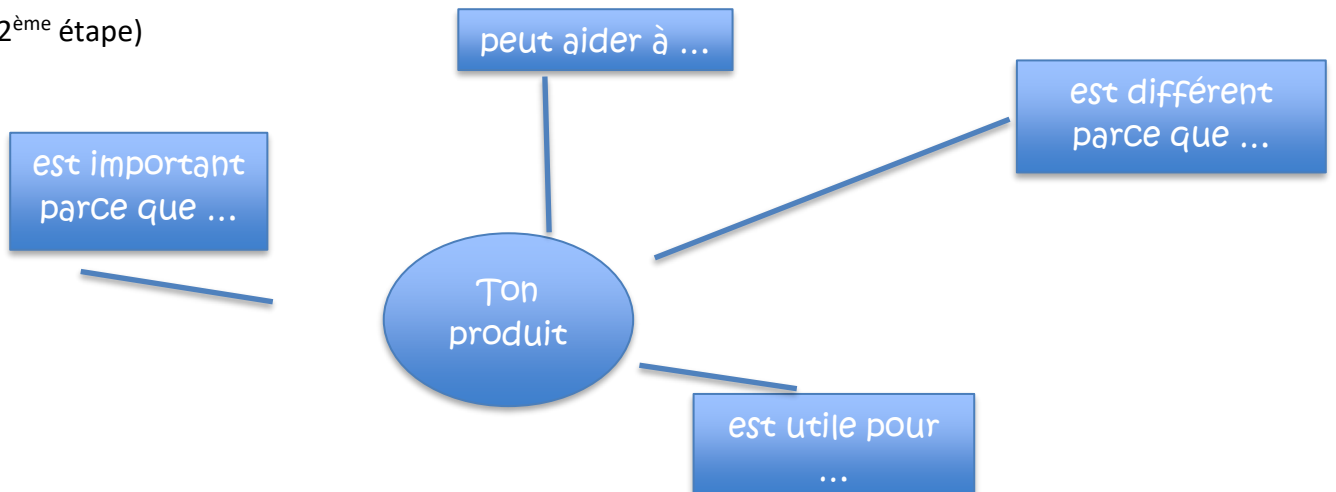 2ème étape)
peut aider à ...
est différent
parce que ...
est important
parce que ...
Ton
produit
est utile pour
...